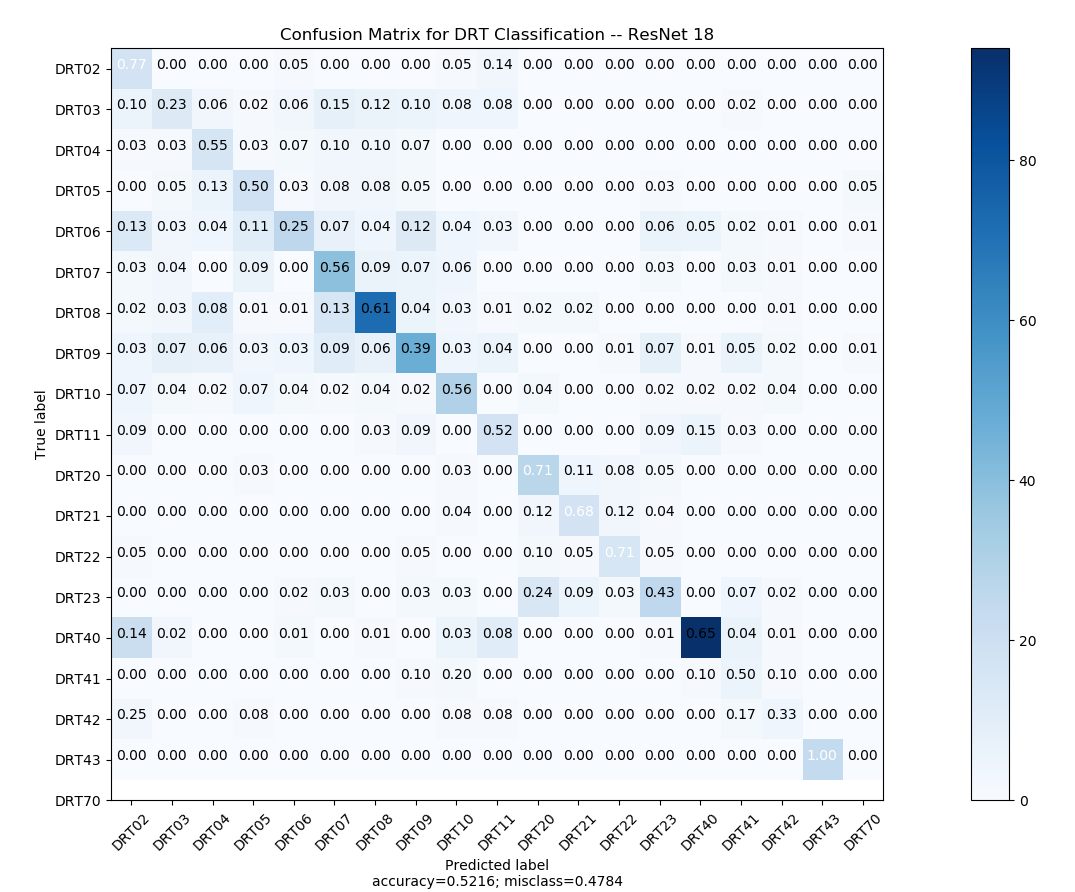 Confusion Matrix for DRT Classification -- ResNet 18
DRT02 0.77 0.00 0.00 0.00 0.05 0.00 0.00 0.00 0.05 0.14 0.00 0.00 0.00 0.00 0.00 0.00 0.00 0.00 0.00
DRT03 0.10 0.23 0.06 0.02 0.06 0.15 0.12 0.10 0.08 0.08 0.00 0.00 0.00 0.00 0.00 0.02 0.00 0.00 0.00
DRT04 0.03 0.03 0.55 0.03 0.07 0.10 0.10 0.07 0.00 0.00 0.00 0.00 0.00 0.00 0.00 0.00 0.00 0.00 0.00
DRT05 0.00 0.05 0.13 0.50 0.03 0.08 0.08 0.05 0.00 0.00 0.00 0.00 0.00 0.03 0.00 0.00 0.00 0.00 0.05
DRT06 0.13 0.03 0.04 0.11 0.25 0.07 0.04 0.12 0.04 0.03 0.00 0.00 0.00 0.06 0.05 0.02 0.01 0.00 0.01
DRT07 0.03 0.04 0.00 0.09 0.00 0.56 0.09 0.07 0.06 0.00 0.00 0.00 0.00 0.03 0.00 0.03 0.01 0.00 0.00
DRT08 0.02 0.03 0.08 0.01 0.01 0.13 0.61 0.04 0.03 0.01 0.02 0.02 0.00 0.00 0.00 0.00 0.01 0.00 0.00
DRT09 0.03 0.07 0.06 0.03 0.03 0.09 0.06 0.39 0.03 0.04 0.00 0.00 0.01 0.07 0.01 0.05 0.02 0.00 0.01
DRT10 0.07 0.04 0.02 0.07 0.04 0.02 0.04 0.02 0.56 0.00 0.04 0.00 0.00 0.02 0.02 0.02 0.04 0.00 0.00
DRT11 0.09 0.00 0.00 0.00 0.00 0.00 0.03 0.09 0.00 0.52 0.00 0.00 0.00 0.09 0.15 0.03 0.00 0.00 0.00
DRT20 0.00 0.00 0.00 0.03 0.00 0.00 0.00 0.00 0.03 0.00 0.71 0.11 0.08 0.05 0.00 0.00 0.00 0.00 0.00
DRT21 0.00 0.00 0.00 0.00 0.00 0.00 0.00 0.00 0.04 0.00 0.12 0.68 0.12 0.04 0.00 0.00 0.00 0.00 0.00
DRT22 0.05 0.00 0.00 0.00 0.00 0.00 0.00 0.05 0.00 0.00 0.10 0.05 0.71 0.05 0.00 0.00 0.00 0.00 0.00
DRT23 0.00 0.00 0.00 0.00 0.02 0.03 0.00 0.03 0.03 0.00 0.24 0.09 0.03 0.43 0.00 0.07 0.02 0.00 0.00
DRT40 0.14 0.02 0.00 0.00 0.01 0.00 0.01 0.00 0.03 0.08 0.00 0.00 0.00 0.01 0.65 0.04 0.01 0.00 0.00
DRT41 0.00 0.00 0.00 0.00 0.00 0.00 0.00 0.10 0.20 0.00 0.00 0.00 0.00 0.00 0.10 0.50 0.10 0.00 0.00
DRT42 0.25 0.00 0.00 0.08 0.00 0.00 0.00 0.00 0.08 0.08 0.00 0.00 0.00 0.00 0.00 0.17 0.33 0.00 0.00
DRT43 0.00 0.00 0.00 0.00 0.00 0.00 0.00 0.00 0.00 0.00 0.00 0.00 0.00 0.00 0.00 0.00 0.00 1.00 0.00
DRT70
True label
DRT02 DRT03 DRT04 DRT05 DRT06 DRT07 DRT08 DRT09 DRT10 DRT11 DRT20 DRT21 DRT22 DRT23 DRT40 DRT41 DRT42 DRT43 DRT70
Predicted label
accuracy=0.5216; misclass=0.4784
80
60
40
20
0